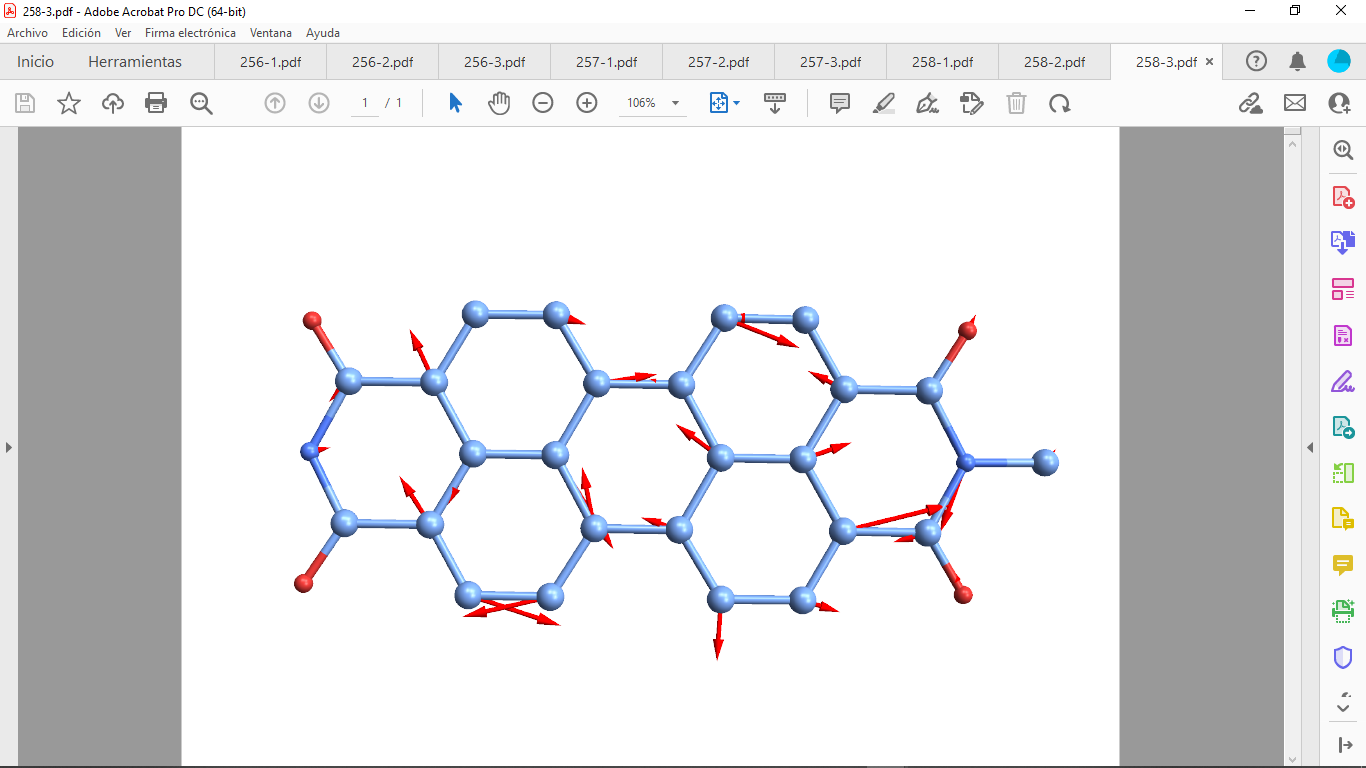 258-3.pdf - Adobe Acrobat Pro DC (64-bit)
Archivo Edición Ver Firma electrónica Ventana Ayuda
Inicio Herramientas 256-1.pdf 256-2.pdf 256-3.pdf 257-1.pdf 257-2.pdf 257-3.pdf 258-1.pdf 258-2.pdf 258-3.pdf
1 / 1 106%